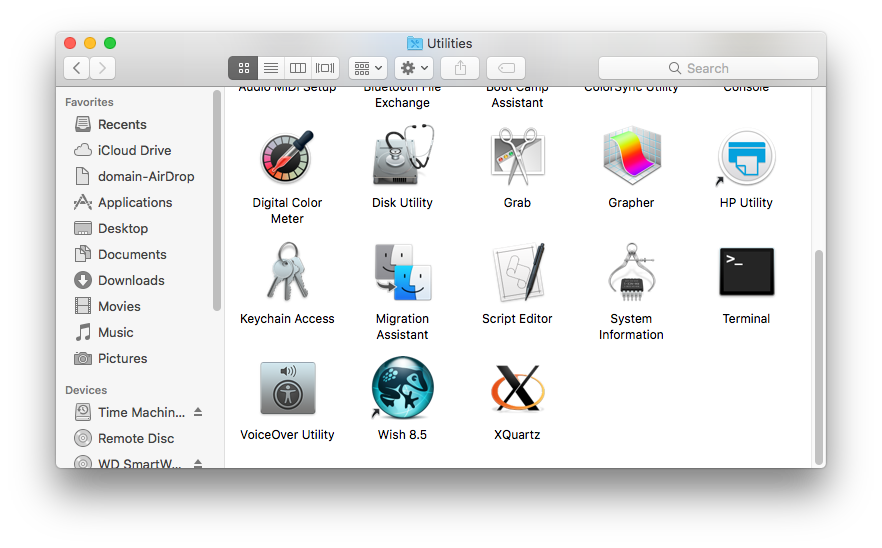 Utilities
Search
Favorites
Recents
iCloud Drive
domain-AirDrop
Applications
Desktop
Documents
Downloads
Movies
Music
Pictures
Devices
Time Machin...
Remote Disc
WD SmartW...
Audio MIDI Setup
Bluetooth File
Exchange
Boot Camp
Assistant
ColorSync Utility
Console
Digital Color
Meter
Disk Utility
Grab
Grapher
HP Utility
Keychain Access
Migration
Assistant
Script Editor
System
Information
>_
Terminal
VoiceOver Utility
Wish 8.5
XQuartz